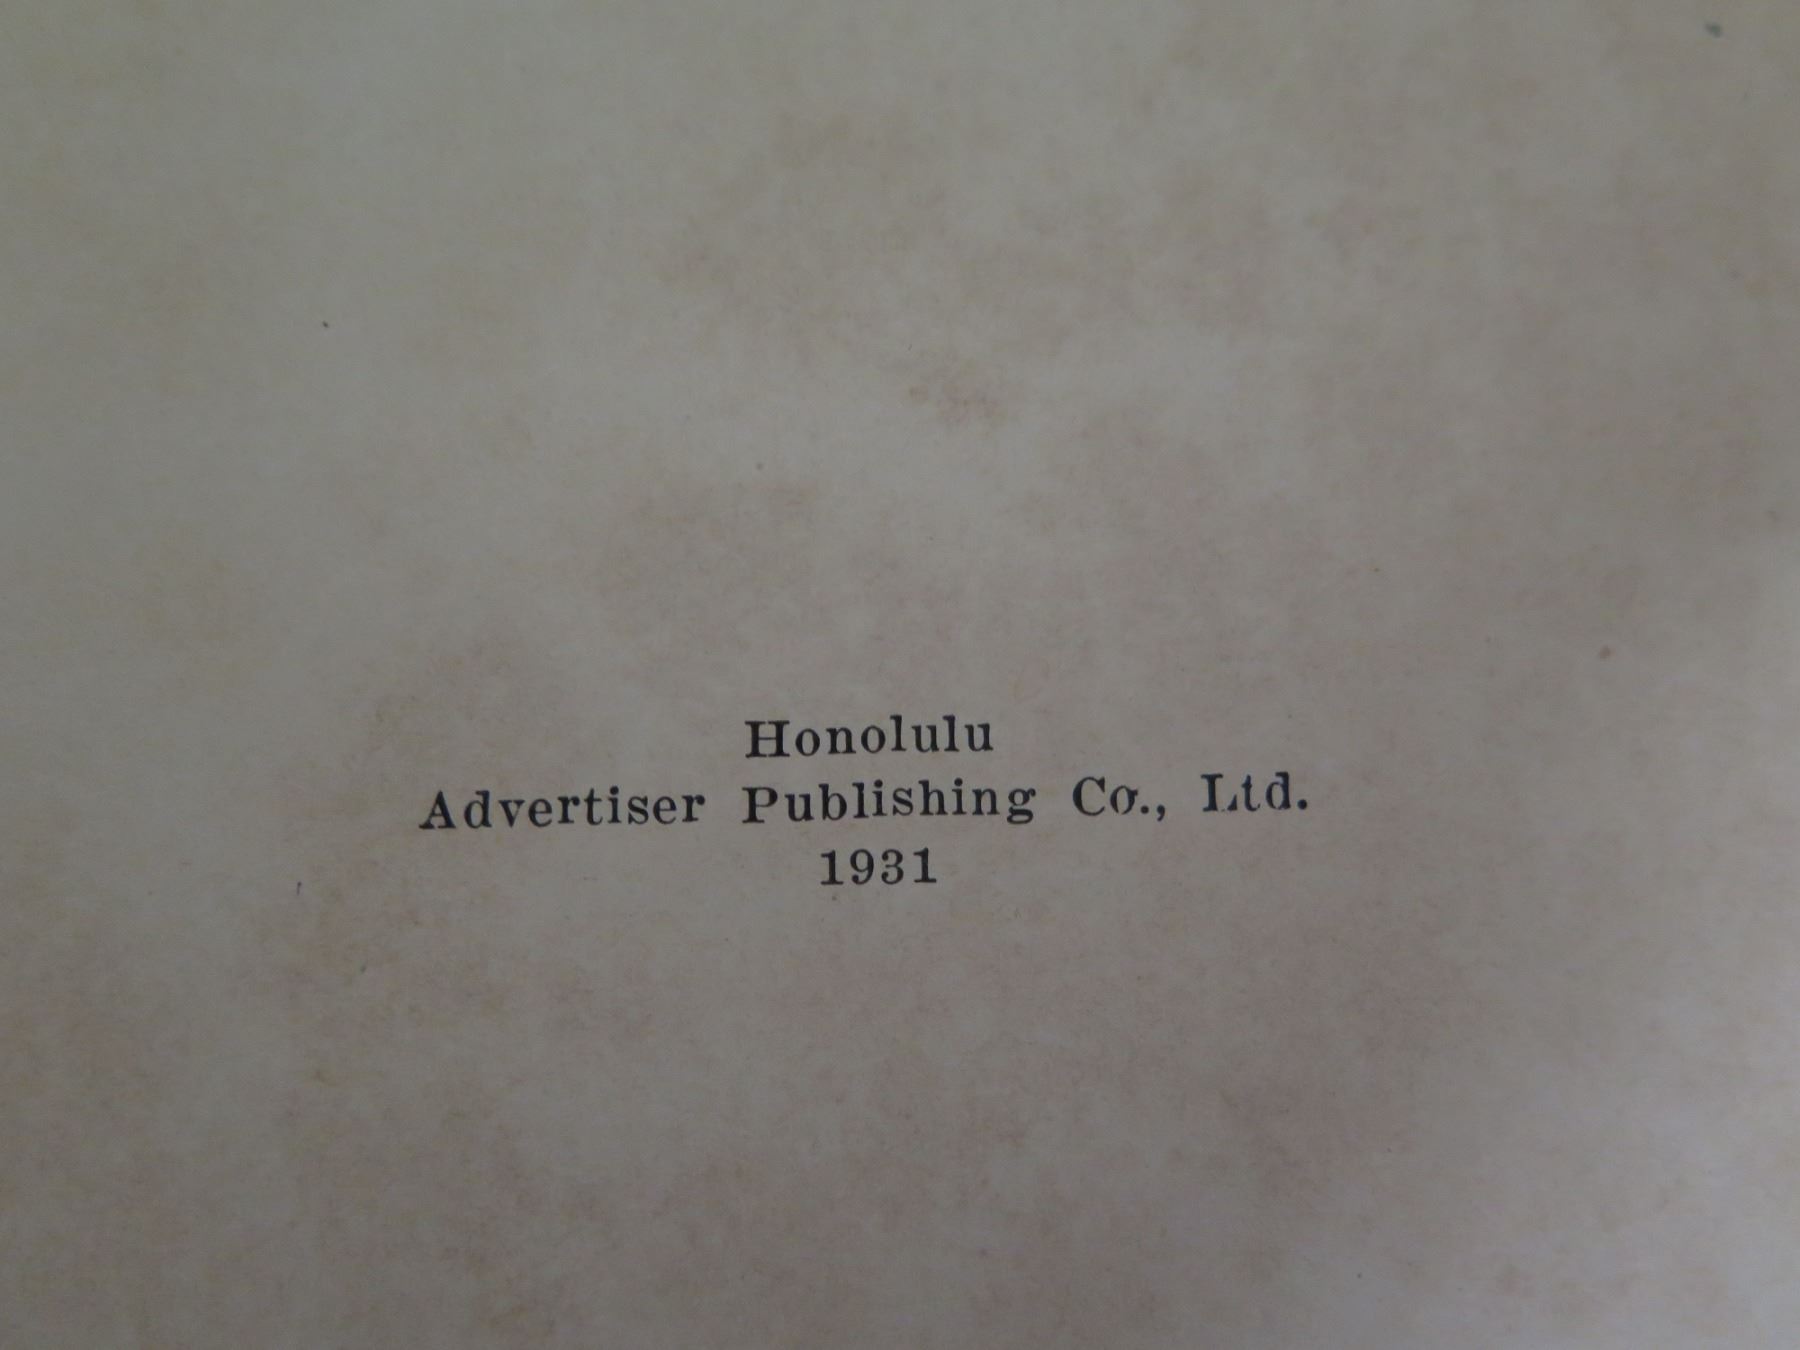 Honolulu
Advertiser Publishing Co., Ltd.
1931